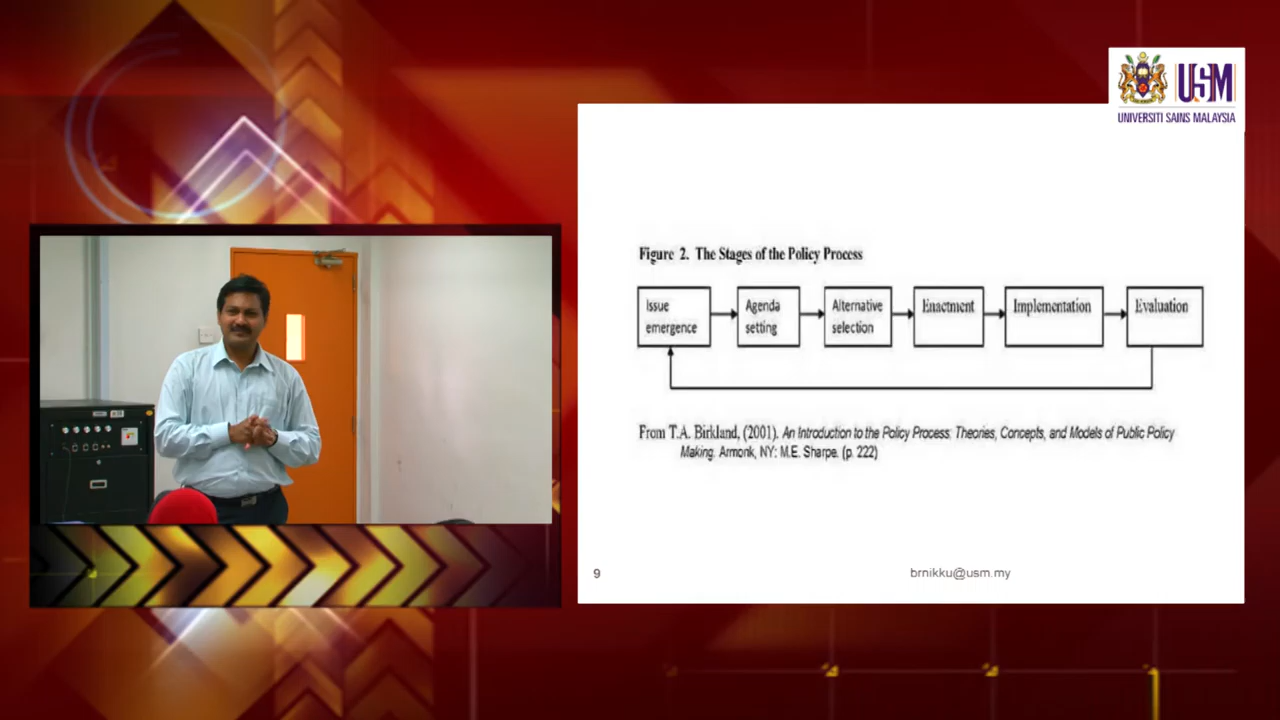 USM
UNIVERSITI SAINS MALAYSIA
Figure 2. The Stages of the Policy Process
Issue
emergence
Agenda
setting
Alternative
selection
Enactment
Implementation
Evaluation
From T.A. Birkland, (2001). An Introduction to the Policy Process: Theories, Concepts, and Models of Public Policy
Making. Armonk, NY: M.E. Sharpe. (p. 222)
9
brnikku@usm.my